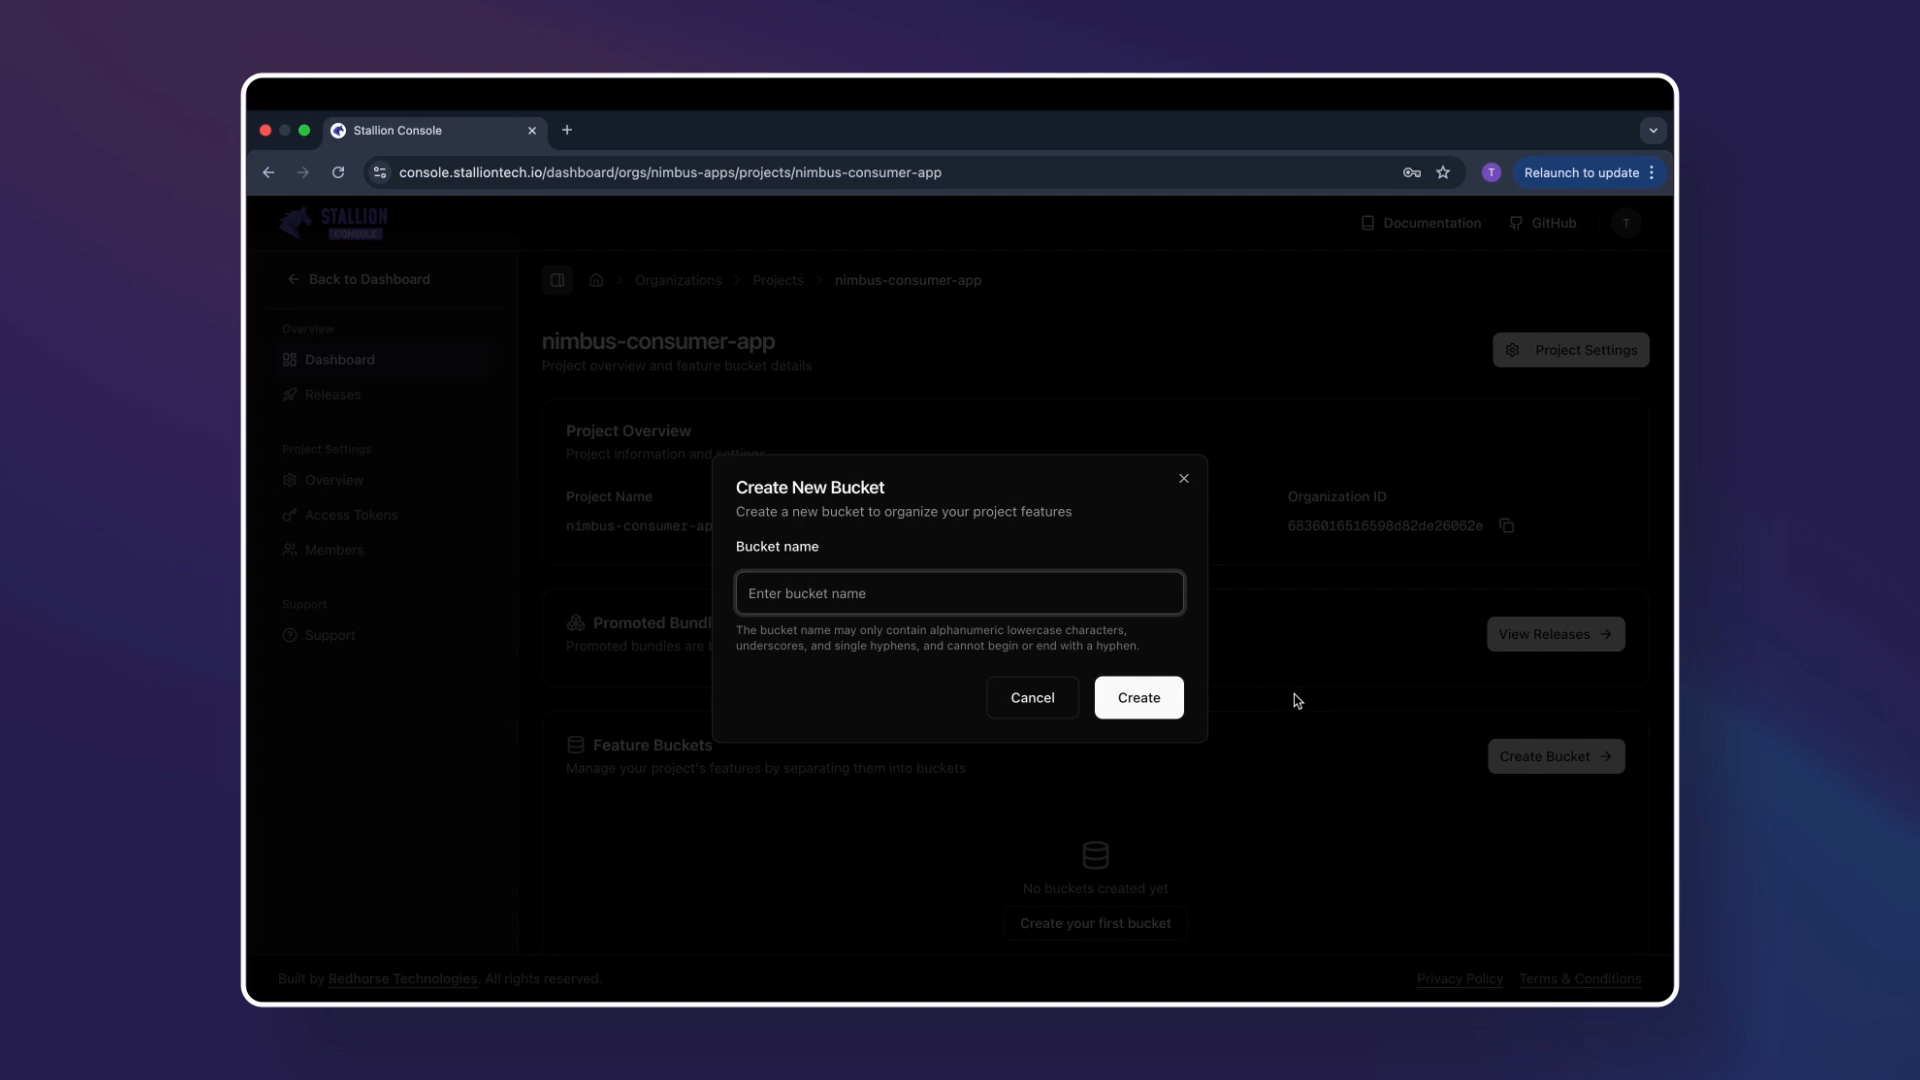 Stallion Console
console.stalliontech.io/dashboard/orgs/nimbus-apps/projects/nimbus-consumer-app
T
Relaunch to update
STALLION
CONSOLE
Documentation
GitHub
T
Back to Dashboard
Organizations
Projects
nimbus-consumer-app
Overview
Dashboard
Releases
Project Settings
Overview
Access Tokens
Members
Support
Support
nimbus-consumer-app
Project overview and feature bucket details
Project Settings
Project Overview
Project information and settings
Project Name
nimbus-consumer-ap
Organization ID
6836016516598d82de26062e
Create New Bucket
Create a new bucket to organize your project features
Bucket name
Enter bucket name
The bucket name may only contain alphanumeric lowercase characters,
underscores, and single hyphens, and cannot begin or end with a hyphen.
Cancel
Create
Promoted Bundl
Promoted bundles are
View Releases
Feature Buckets
Manage your project's features by separating them into buckets
Create Bucket
No buckets created yet
Create your first bucket
Built by Redhorse Technologies. All rights reserved.
Privacy Policy
Terms & Conditions